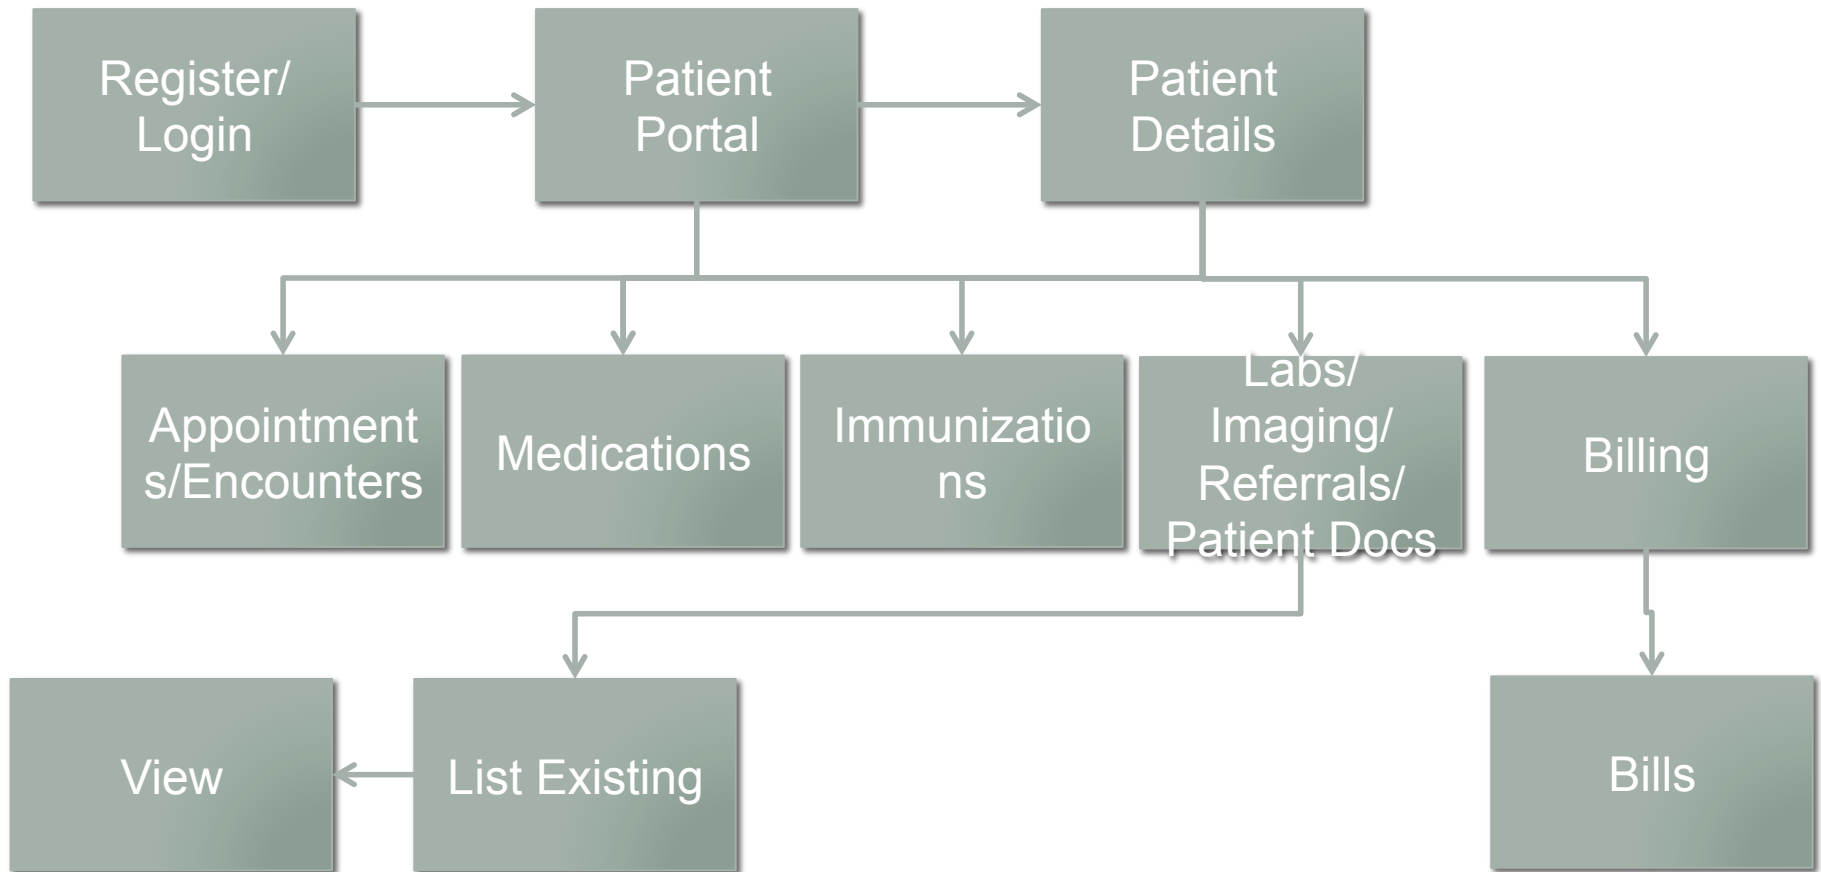 Register/
Login
Patient
Portal
Patient
Details
Appointment
s/Encounters
Medications
Immunizatio
ns
Labs/
Imaging/
Referrals/
Patient Docs
Billing
View
List Existing
Bills